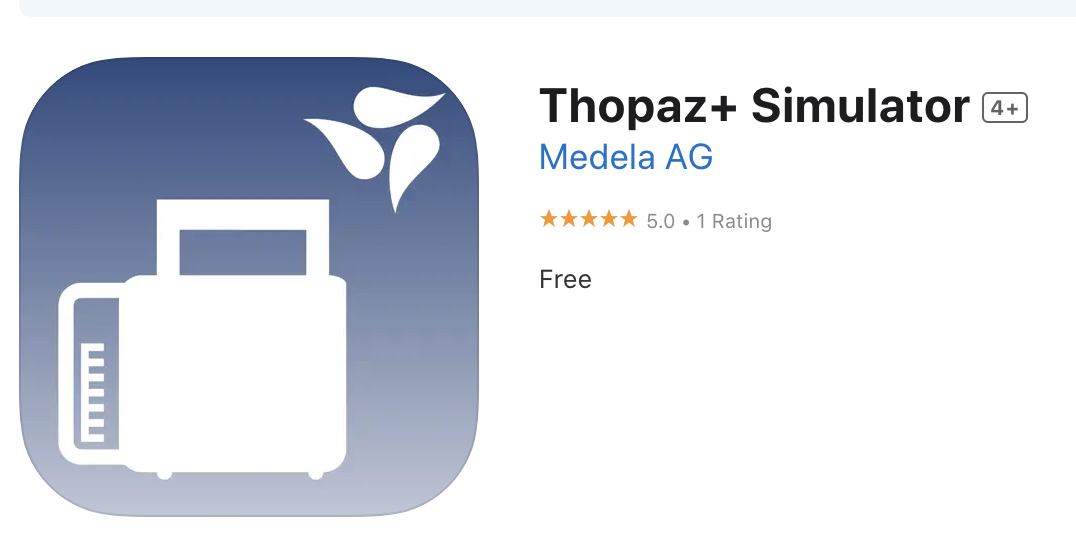 Thopaz+ Simulator 4+
Medela AG
★★★★★ 5.0 • 1 Rating
Free